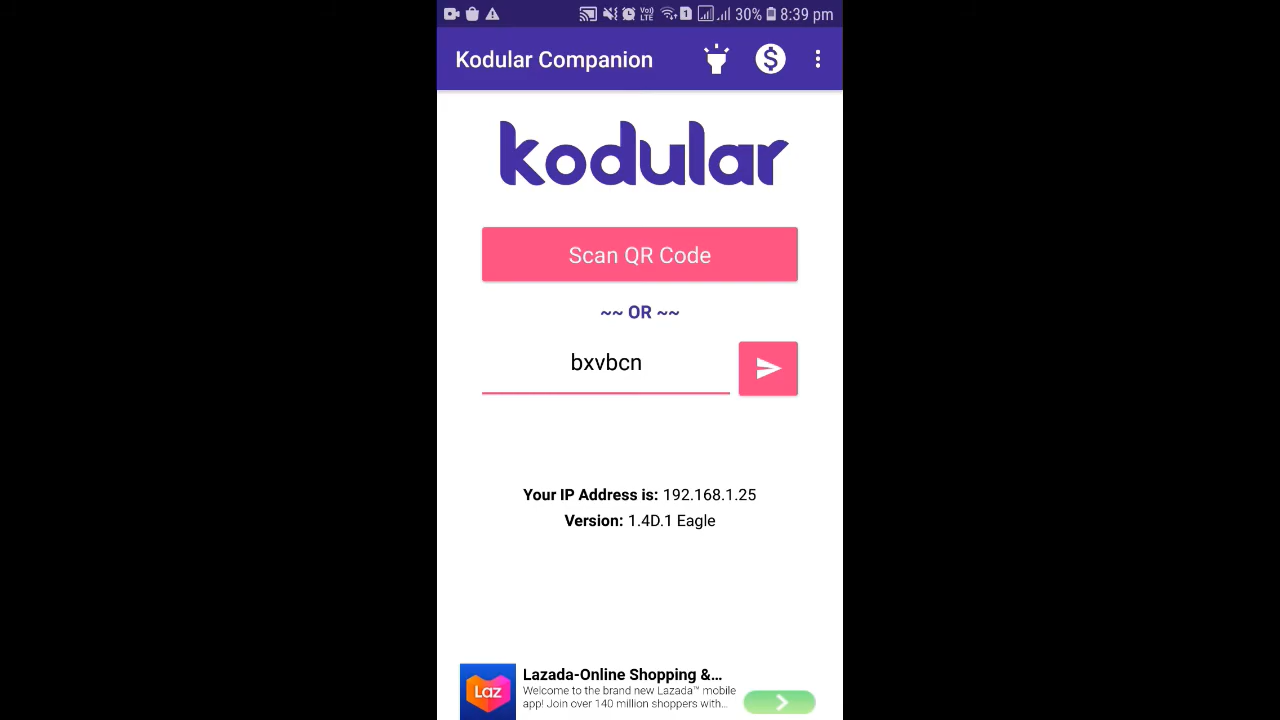 1 30% 8:39 pm
Kodular Companion
kodular
Scan QR Code
~~ OR ~~
bxvbcn
Your IP Address is: 192.168.1.25
Version: 1.4D.1 Eagle
Lazada-Online Shopping &...
Welcome to the brand new Lazada™ mobile
app! Join over 140 million shoppers with...
Laz